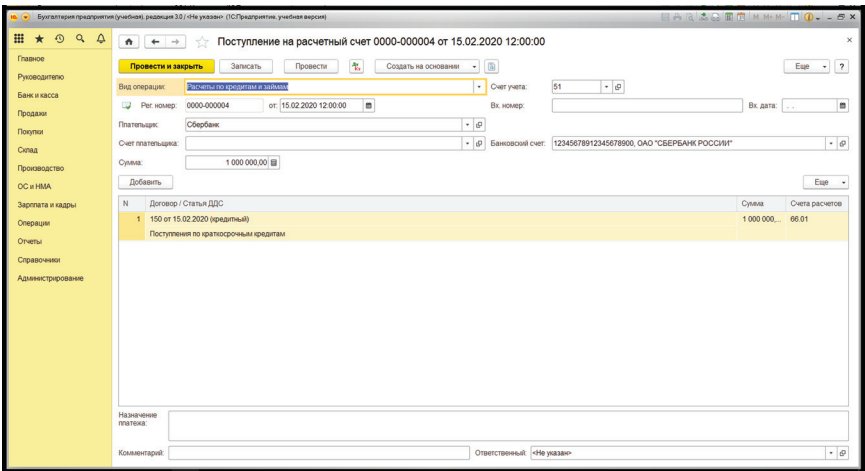 Бухгалтерия предприятия (учебная), редакция 3.0 / <Не указан> (1С:Предприятие, учебная версия)
M M+ M-
Поступление на расчетный счет 0000-000004 от 15.02.2020 12:00:00
Главное
Руководителю
Банк и касса
Продажи
Покупки
Склад
Производство
ОС и НМА
Зарплата и кадры
Операции
Отчеты
Справочники
Администрирование
Провести и закрыть Записать Провести Дт Кт Создать на основании Еще ?
Вид операции: Расчеты по кредитам и займам Счет учета: 51
Рег. номер: 0000-000004 от: 15.02.2020 12:00:00 Вх. номер: Вх. дата: . .
Плательщик: Сбербанк
Счет плательщика: Банковский счет: 12345678912345678900, ОАО "СБЕРБАНК РОССИИ"
Сумма: 1 000 000,00
Добавить Еще
N Договор / Статья ДДС Сумма Счета расчетов
1 150 от 15.02.2020 (кредитный) 1 000 000,... 66.01
Поступления по краткосрочным кредитам
Назначение
платежа:
Комментарий: Ответственный: <Не указан>